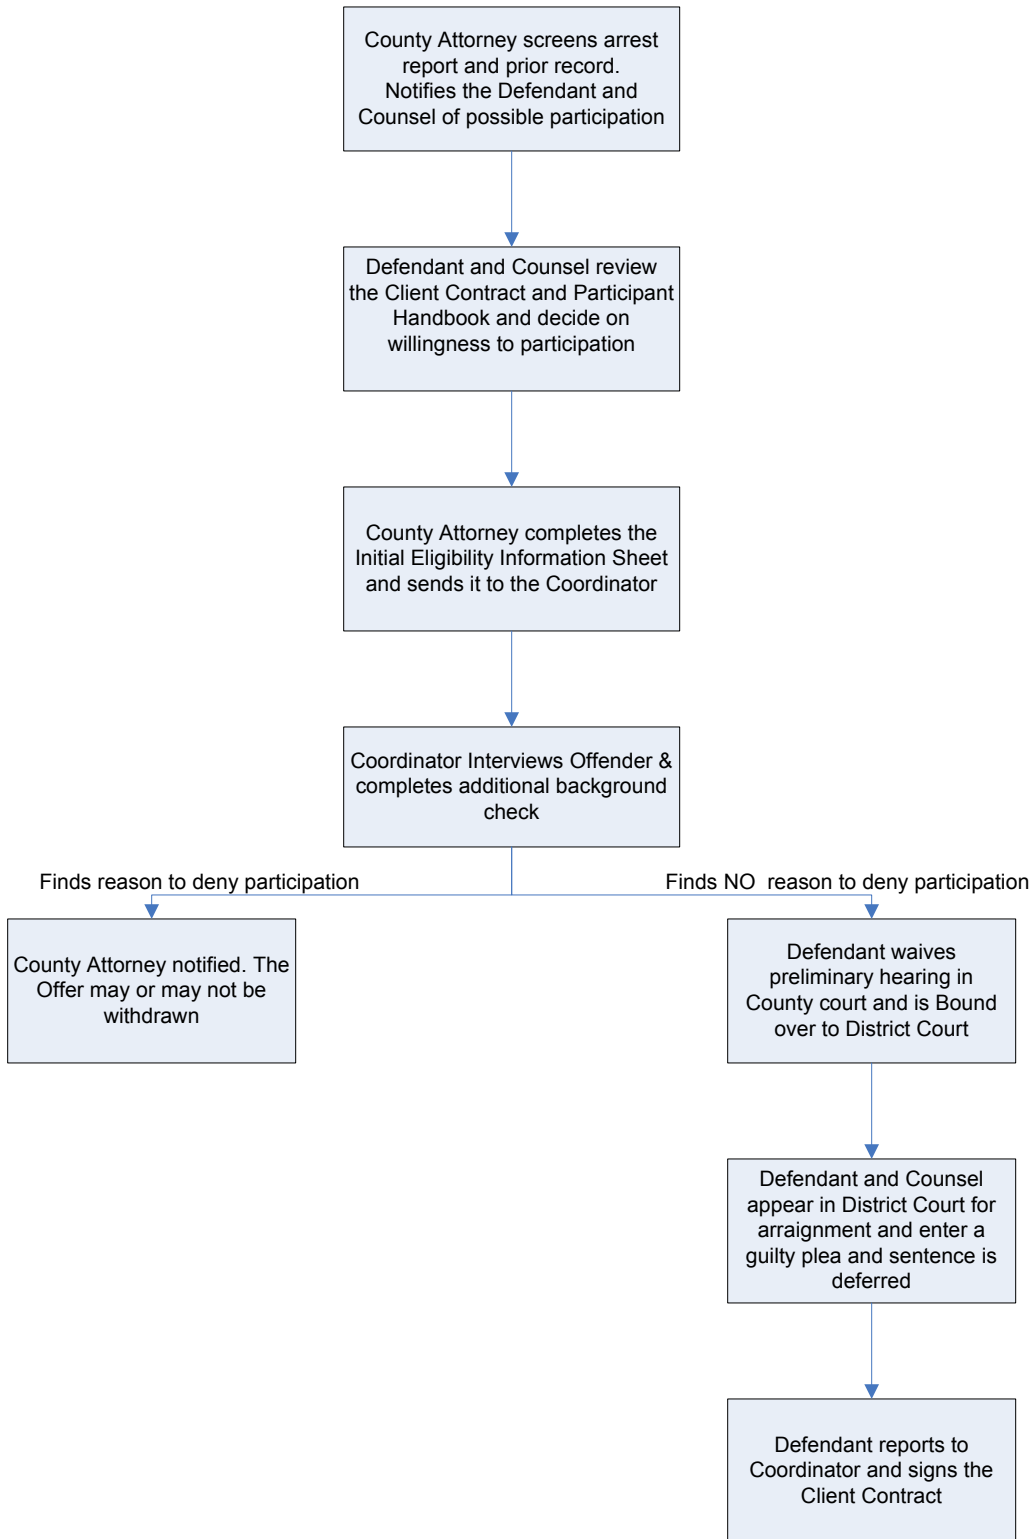 County Attorney screens arrest
report and prior record.
Notifies the Defendant and
Counsel of possible participation
Defendant and Counsel review
the Client Contract and Participant
Handbook and decide on
willingness to participation
County Attorney completes the
Initial Eligibility Information Sheet
and sends it to the Coordinator
Coordinator Interviews Offender &
completes additional background
check
Finds reason to deny participation
Finds NO  reason to deny participation
County Attorney notified. The
Offer may or may not be
withdrawn
Defendant waives
preliminary hearing in
County court and is Bound
over to District Court
Defendant and Counsel
appear in District Court for
arraignment and enter a
guilty plea and sentence is
deferred
Defendant reports to
Coordinator and signs the
Client Contract